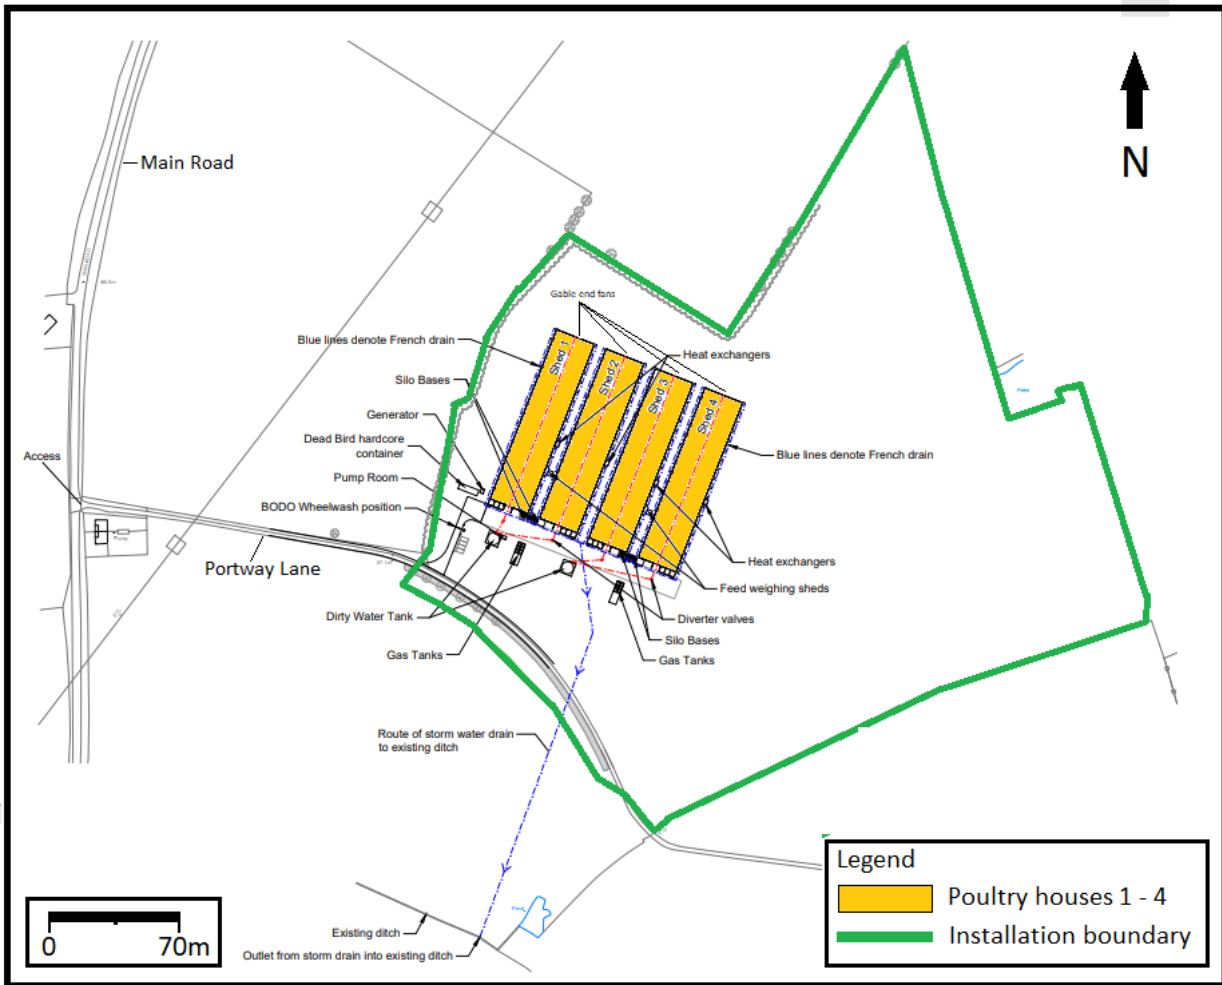 N
Main Road
Gable end fans
Blue lines denote French drain
Heat exchangers
Shed 1
Shed 2
Shed 3
Shed 4
Silo Bases
Generator
Dead Bird hardcore
container
Pump Room
BODO Wheelwash position
Access
Blue lines denote French drain
Pump
Portway Lane
Heat exchangers
Feed weighing sheds
Dirty Water Tank
Diverter valves
Silo Bases
Gas Tanks
Gas Tanks
Route of storm water drain
to existing ditch
Pond
Pond
Existing ditch
Outlet from storm drain into existing ditch
0 70m
Legend
Poultry houses 1 - 4
Installation boundary